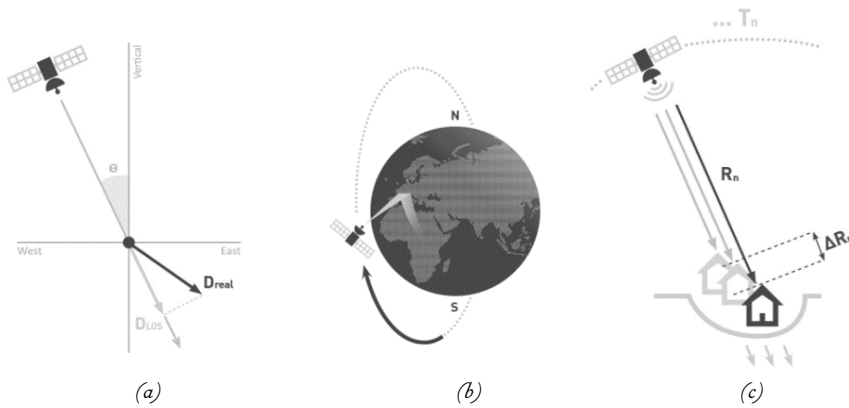 Vertical
Θ
West
East
Dreal
DLOS
(a)
N
S
(b)
... Tn
Rn
ΔR
(c)